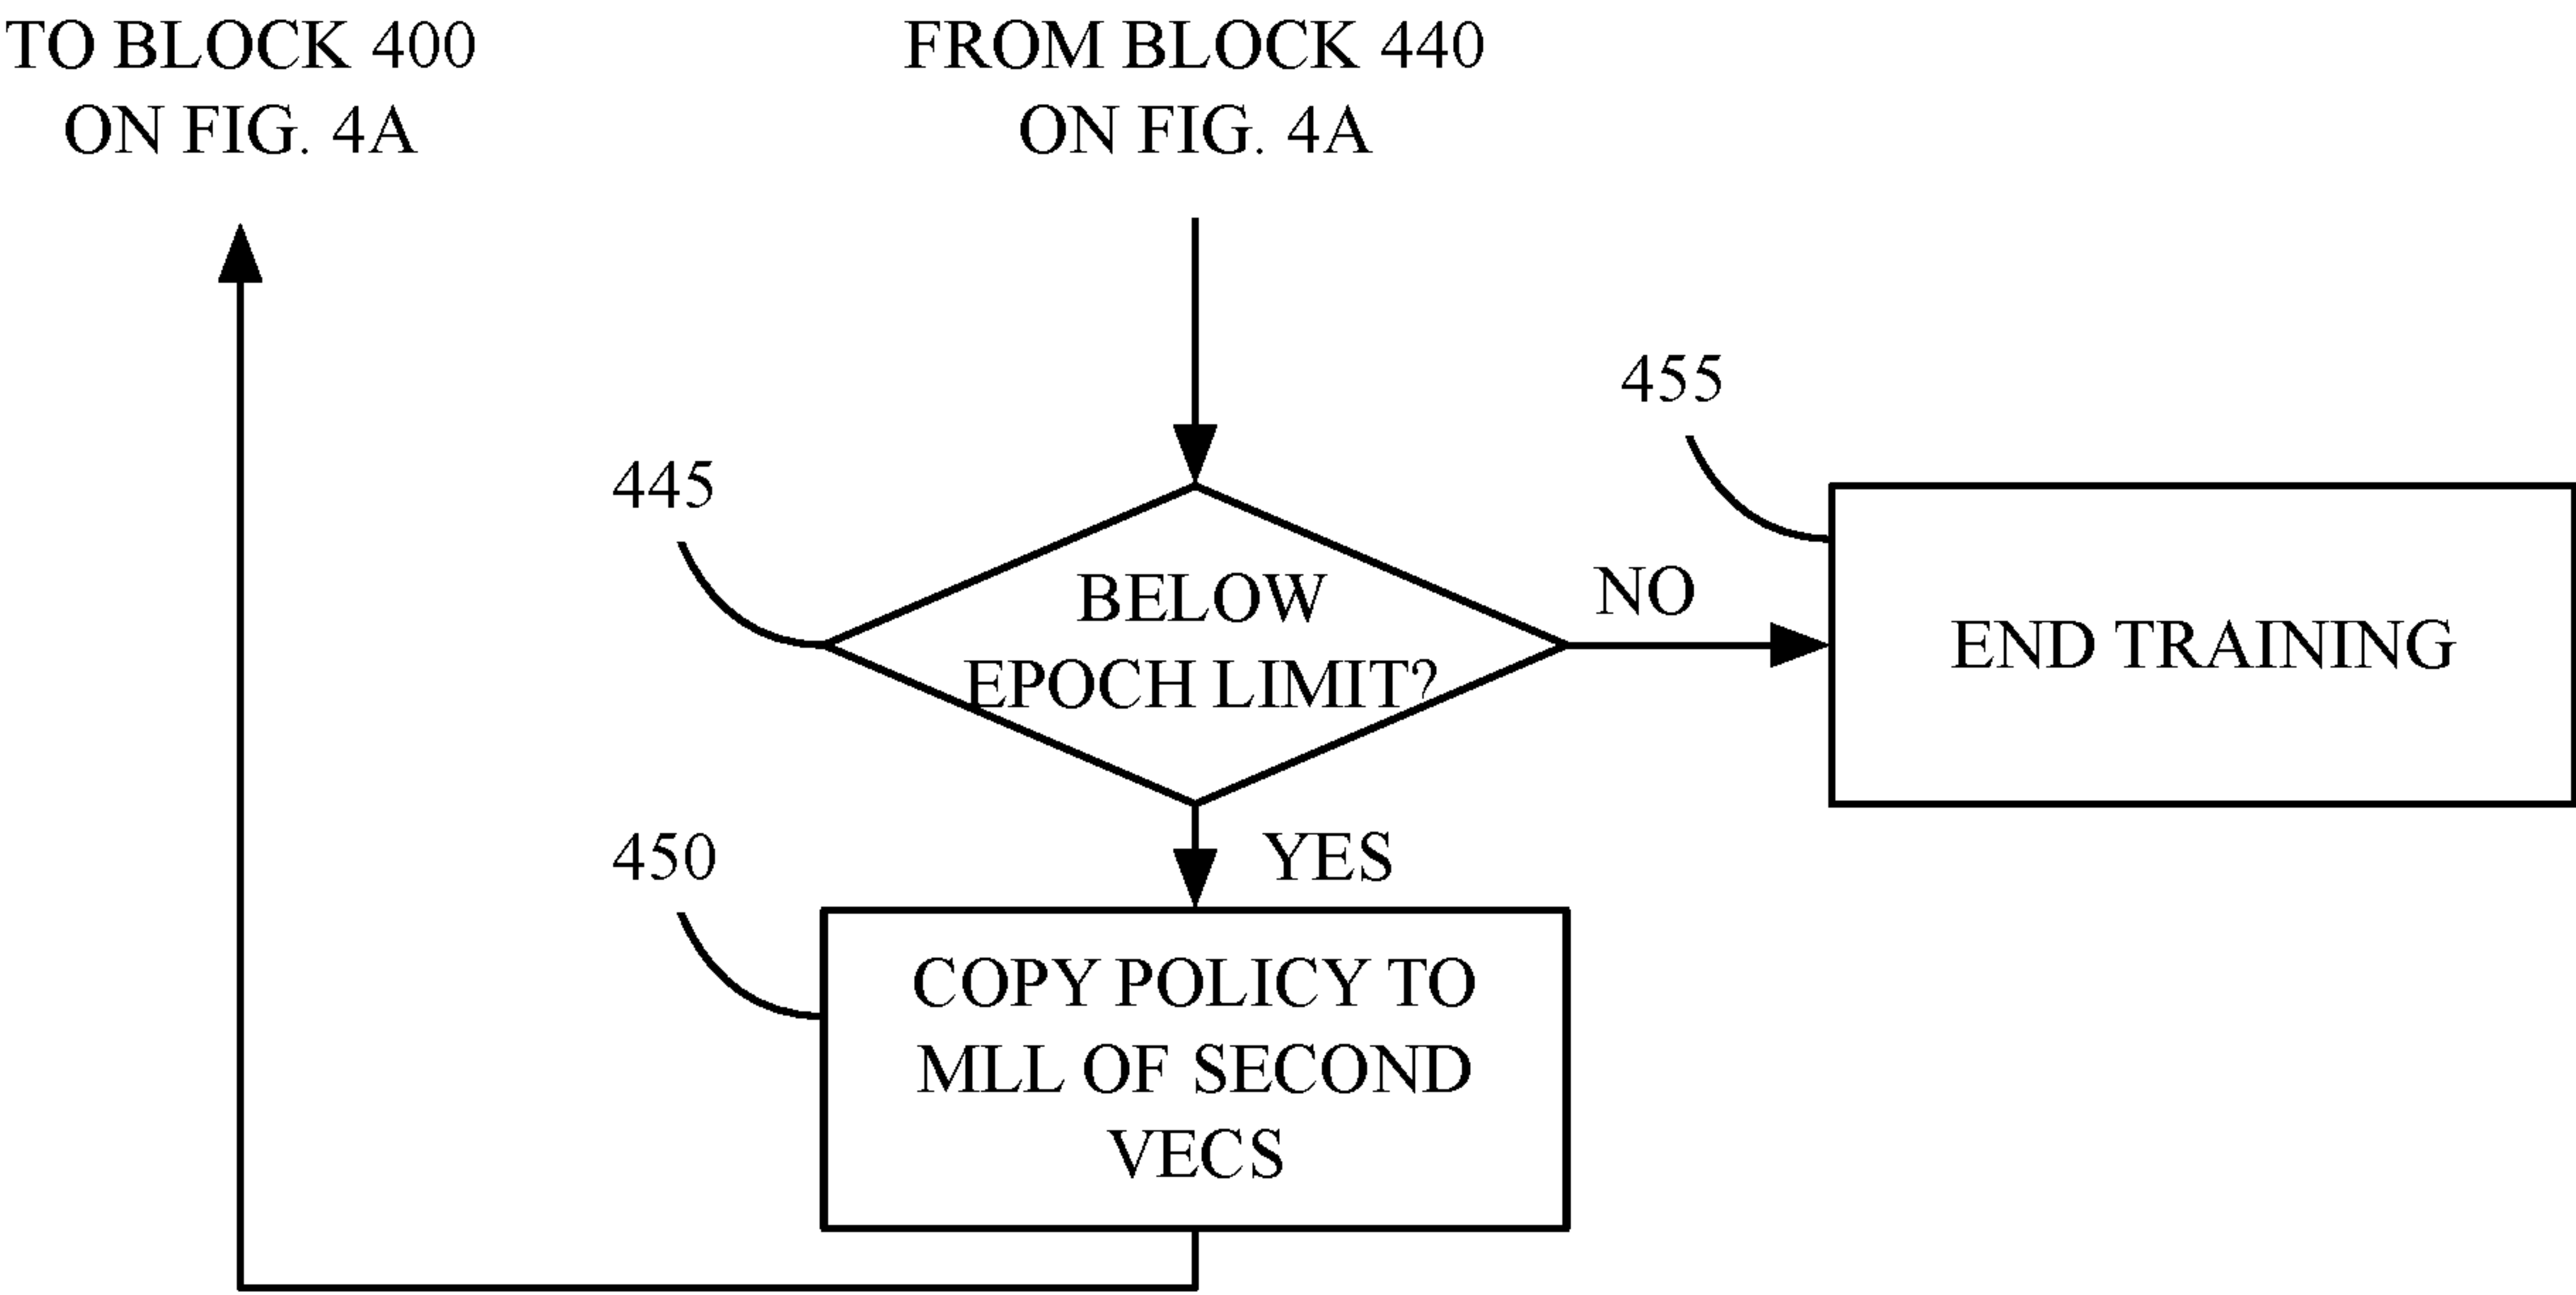 TO BLOCK 400
ON FIG. 4A
FROM BLOCK 440
ON FIG. 4A
455
445
BELOW
EPOCH LIMIT?
NO
END TRAINING
YES
450
COPY POLICY TO
MLL OF SECOND
VECS